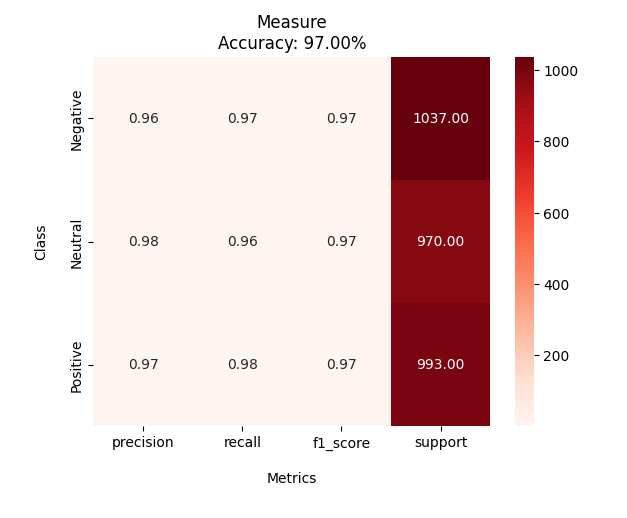 Measure
Accuracy: 97.00%
Class
Negative 0.96 0.97 0.97 1037.00
Neutral 0.98 0.96 0.97 970.00
Positive 0.97 0.98 0.97 993.00
precision recall f1_score support
Metrics
1000
800
600
400
200